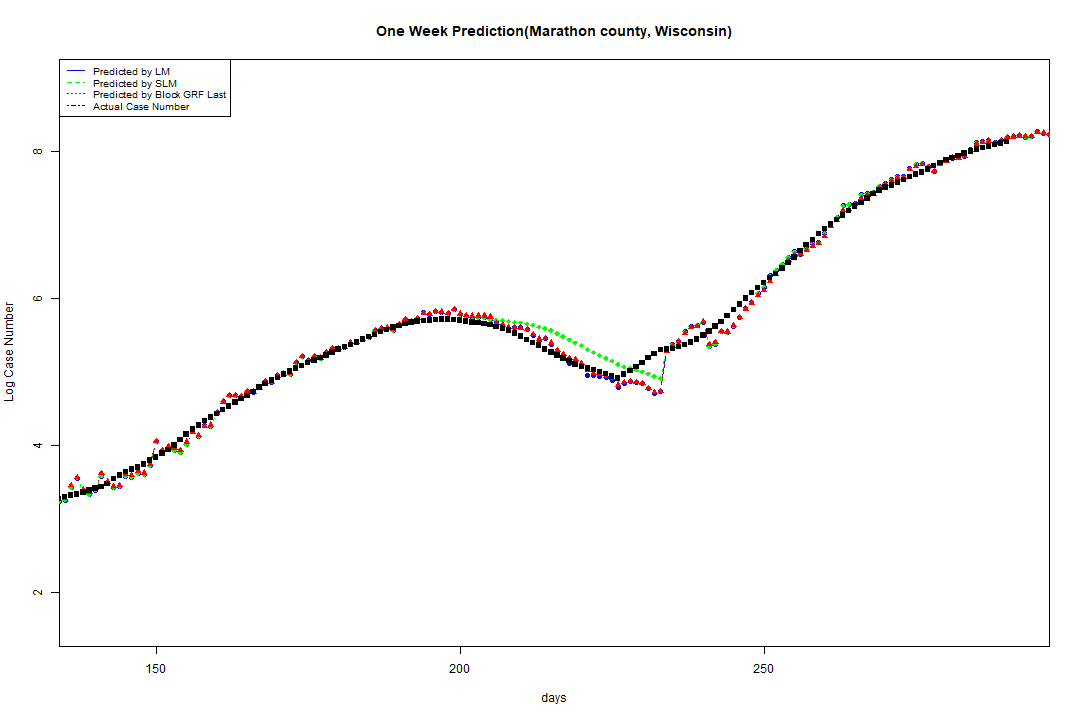 One Week Prediction(Marathon county, Wisconsin)
Predicted by LM
Predicted by SLM
Predicted by Block GRF Last
Actual Case Number
8
6
4
2
Log Case Number
150 200 250
days